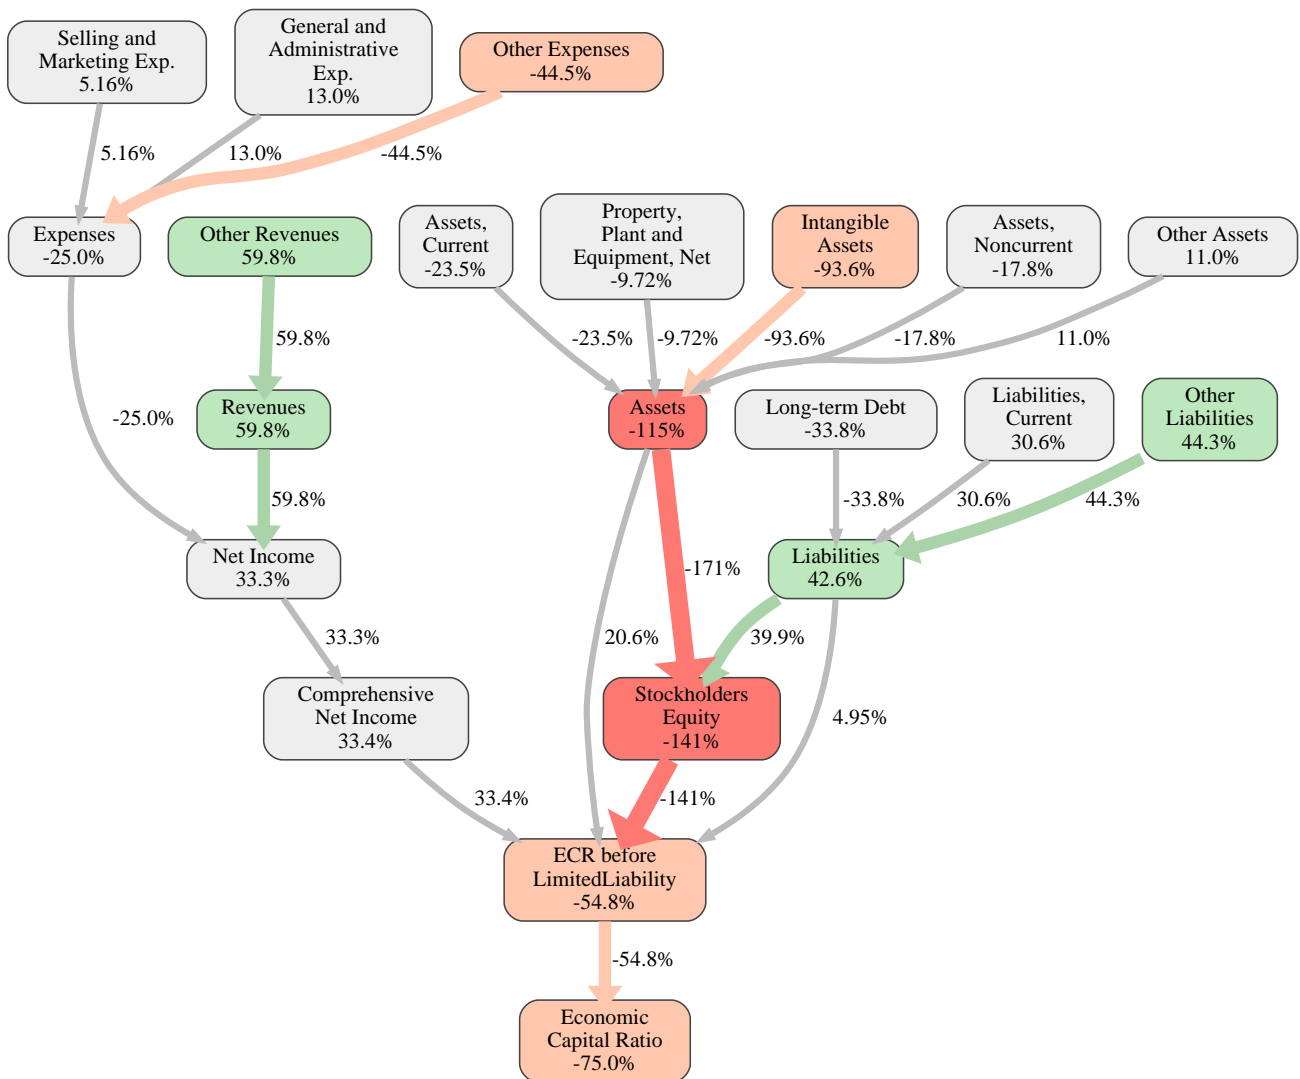 Selling and
Marketing Exp.
5.16%
General and
Administrative
Exp.
13.0%
Other Expenses
-44.5%
5.16%
13.0%
-44.5%
Expenses
-25.0%
Other Revenues
59.8%
Assets,
Current
-23.5%
Property,
Plant and
Equipment, Net
-9.72%
Intangible
Assets
-93.6%
Assets,
Noncurrent
-17.8%
Other Assets
11.0%
59.8%
-23.5%
-9.72%
-93.6%
-17.8%
11.0%
-25.0%
Revenues
59.8%
Assets
-115%
Long-term Debt
-33.8%
Liabilities,
Current
30.6%
Other
Liabilities
44.3%
59.8%
-33.8%
30.6%
44.3%
Net Income
33.3%
-171%
Liabilities
42.6%
33.3%
20.6%
39.9%
Comprehensive
Net Income
33.4%
Stockholders
Equity
-141%
4.95%
33.4%
-141%
ECR before
LimitedLiability
-54.8%
-54.8%
Economic
Capital Ratio
-75.0%